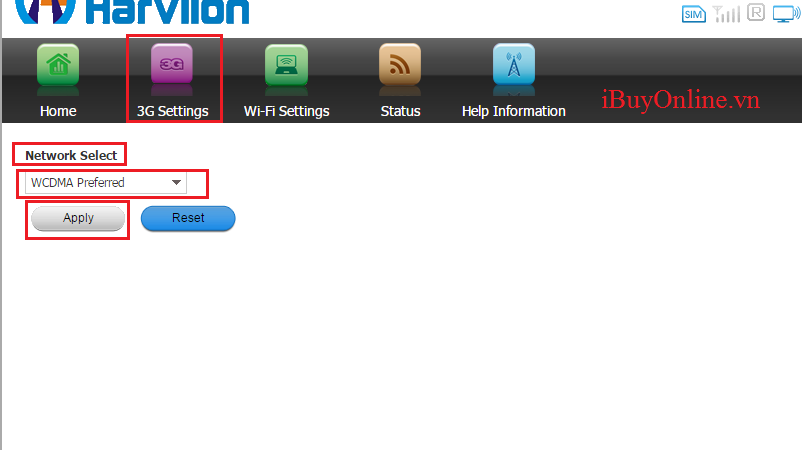 Harvilon
SIM R
Home 3G Settings Wi-Fi Settings Status Help Information iBuyOnline.vn
3G
Network Select
WCDMA Preferred
Apply Reset